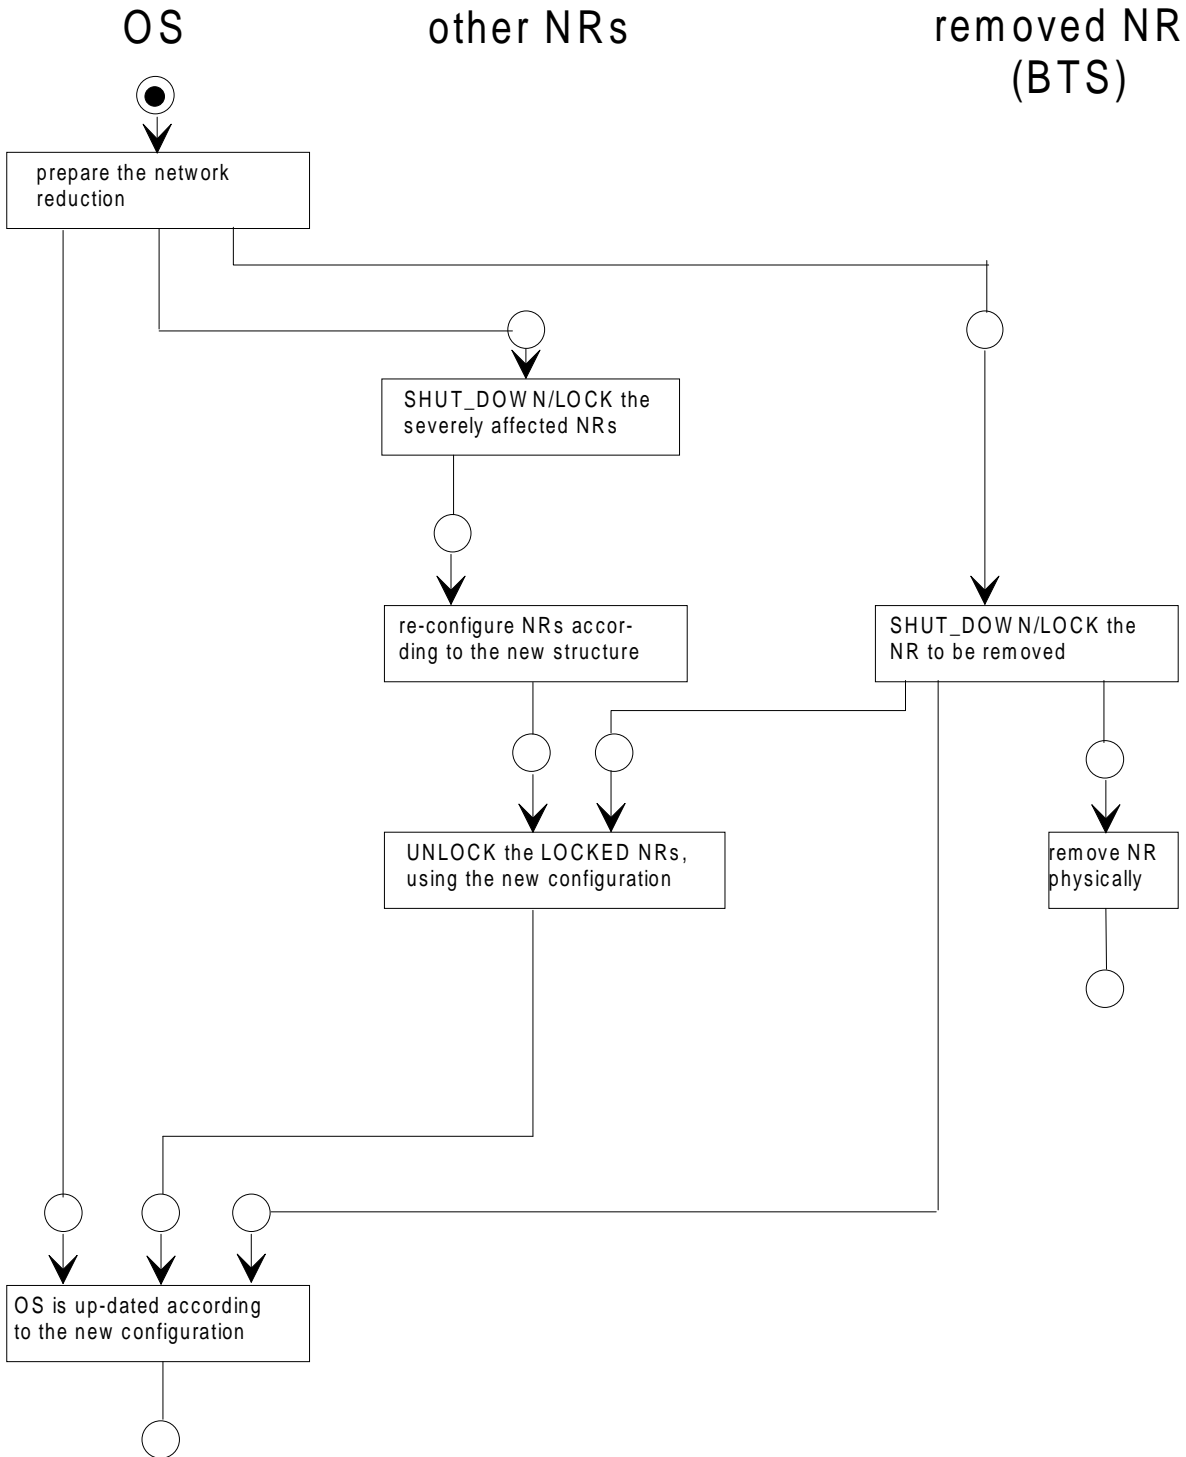 OS
other NRs
removed NR
(BTS)
prepare the network
reduction
SHUT_DOWN/LOCK the
severely affected NRs
re-configure NRs accor-
ding to the new structure
SHUT_DOWN/LOCK the
NR to be removed
UNLOCK the LOCKED NRs,
using the new configuration
remove NR
physically
OS is up-dated according
to the new configuration